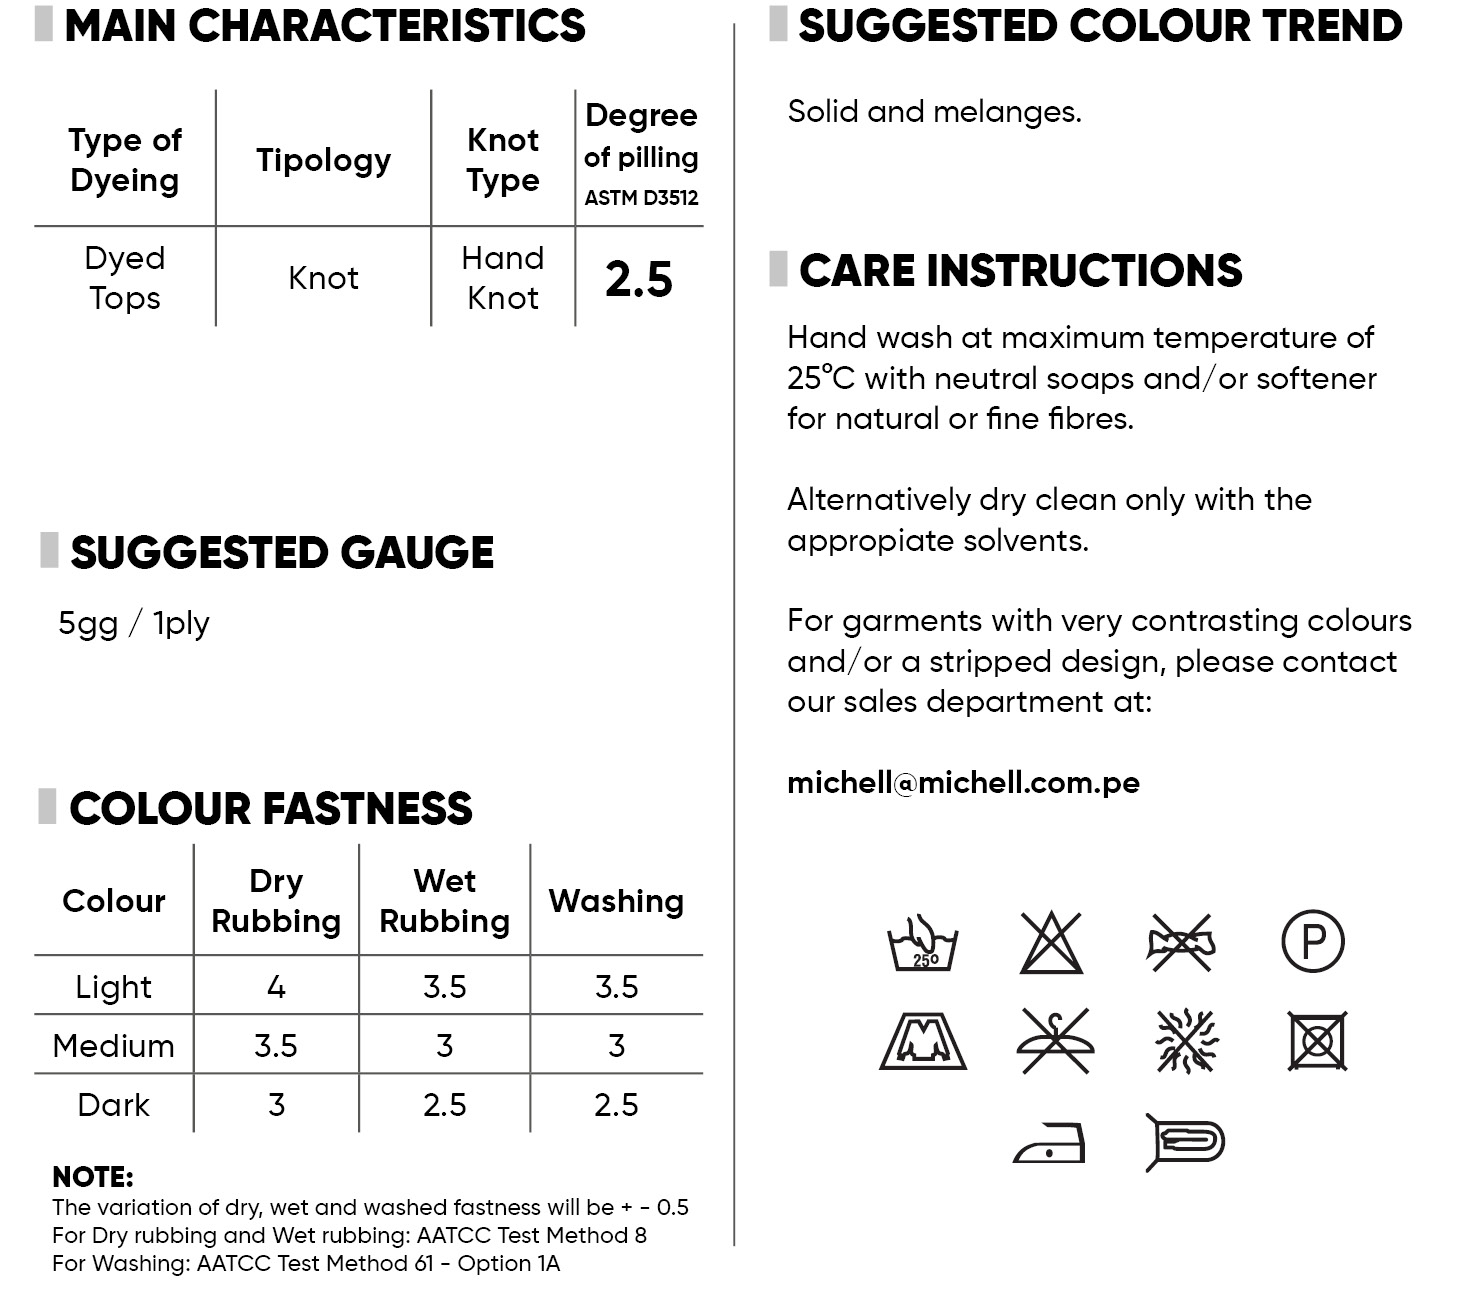 MAIN CHARACTERISTICS
Type of
Dyeing
Tipology
Knot
Type
Degree
of pilling
ASTM D3512
Dyed
Tops
Knot
Hand
Knot
2.5
SUGGESTED GAUGE
5gg / 1ply
COLOUR FASTNESS
Colour
Dry
Rubbing
Wet
Rubbing
Washing
Light 4 3.5 3.5
Medium 3.5 3 3
Dark 3 2.5 2.5
NOTE:
The variation of dry, wet and washed fastness will be + - 0.5
For Dry rubbing and Wet rubbing: AATCC Test Method 8
For Washing: AATCC Test Method 61 - Option 1A
SUGGESTED COLOUR TREND
Solid and melanges.
CARE INSTRUCTIONS
Hand wash at maximum temperature of
25°C with neutral soaps and/or softener
for natural or fine fibres.
Alternatively dry clean only with the
appropiate solvents.
For garments with very contrasting colours
and/or a stripped design, please contact
our sales department at:
michell@michell.com.pe
25º
P